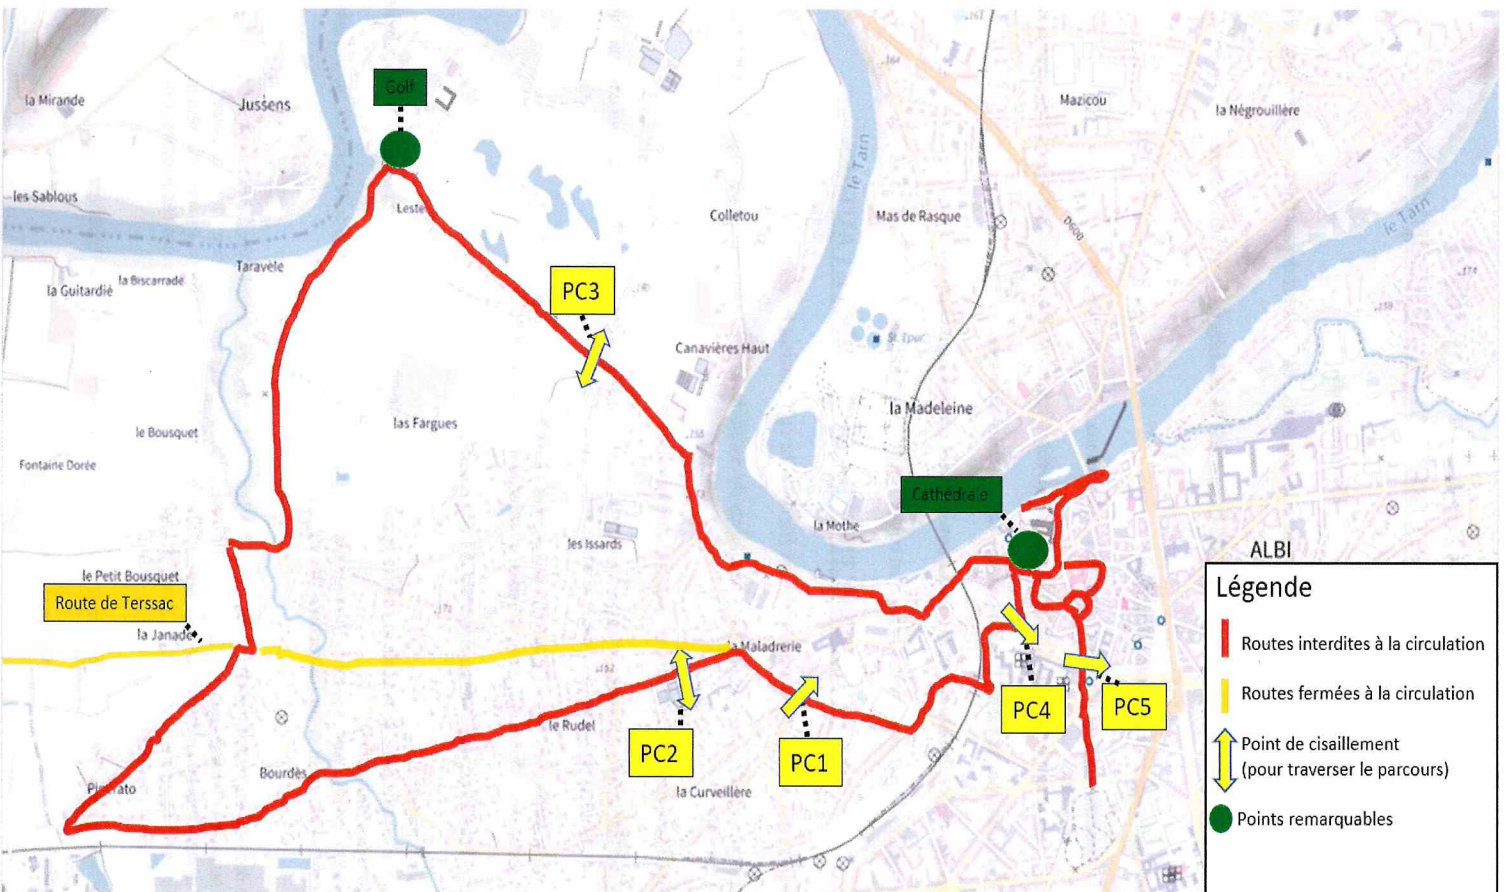 la Mirande
Jussens
Golf
Mazicou
la Négrouillère
les Sablous
Leste
Colletou
Mas de Rasque
le Tarn
D600
le Tarn
Taravèle
la Guitardié
la Biscarrade
PC3
Canavières Haut
las Fargues
la Madeleine
le Bousquet
Fontaine Dorée
Cathédrale
la Mothe
les Issards
ALBI
le Petit Bousquet
Route de Terssac
la Janade
la Maladrerie
le Rudel
PC2
PC1
PC4
PC5
Bourdès
la Curveillère
Légende
Routes interdites à la circulation
Routes fermées à la circulation
Point de cisaillement
(pour traverser le parcours)
Points remarquables